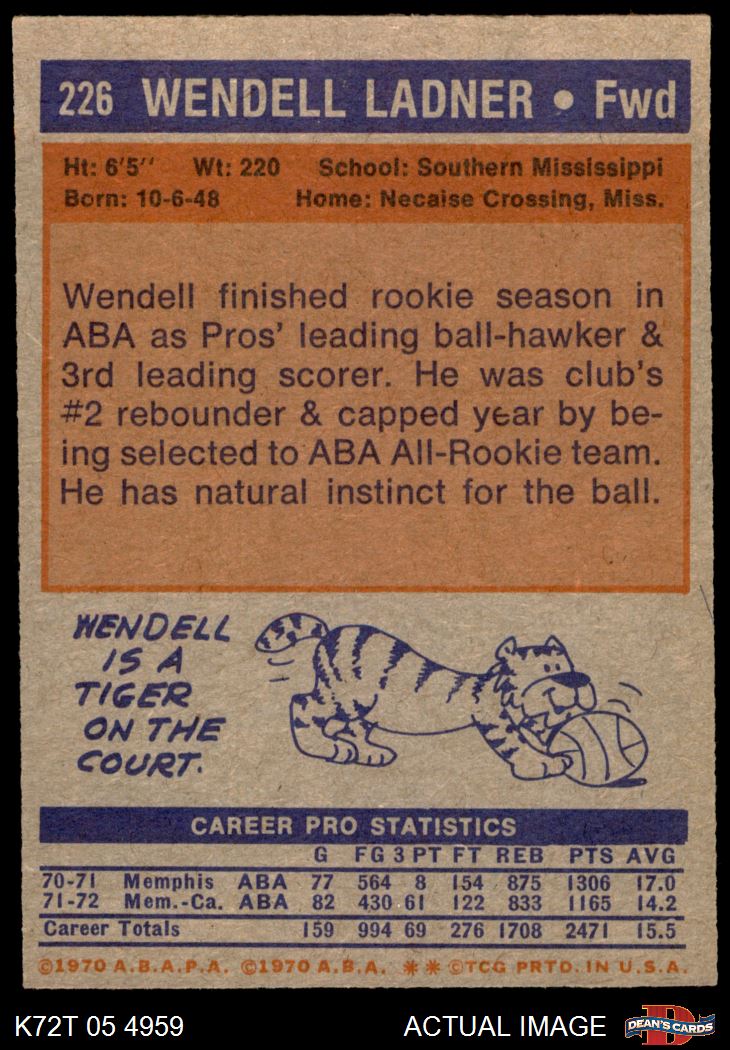 226 WENDELL LADNER • Fwd
Ht: 6'5'' Wt: 220 School: Southern Mississippi
Born: 10-6-48 Home: Necaise Crossing, Miss.
Wendell finished rookie season in
ABA as Pros' leading ball-hawker &
3rd leading scorer. He was club's
#2 rebounder & capped year by be-
ing selected to ABA All-Rookie team.
He has natural instinct for the ball.
WENDELL
IS A
TIGER
ON THE
COURT.
CAREER PRO STATISTICS
G FG 3 PT FT REB PTS AVG
70-71 Memphis ABA 77 564 8 154 875 1306 17.0
71-72 Mem.-Ca. ABA 82 430 61 122 833 1165 14.2
Career Totals 159 994 69 276 1708 2471 15.5
©1970 A.B.A.P.A. ©1970 A.B.A. ** ©TCG PRTD. IN U.S.A.
K72T 05 4959 ACTUAL IMAGE D DEAN'S CARDS